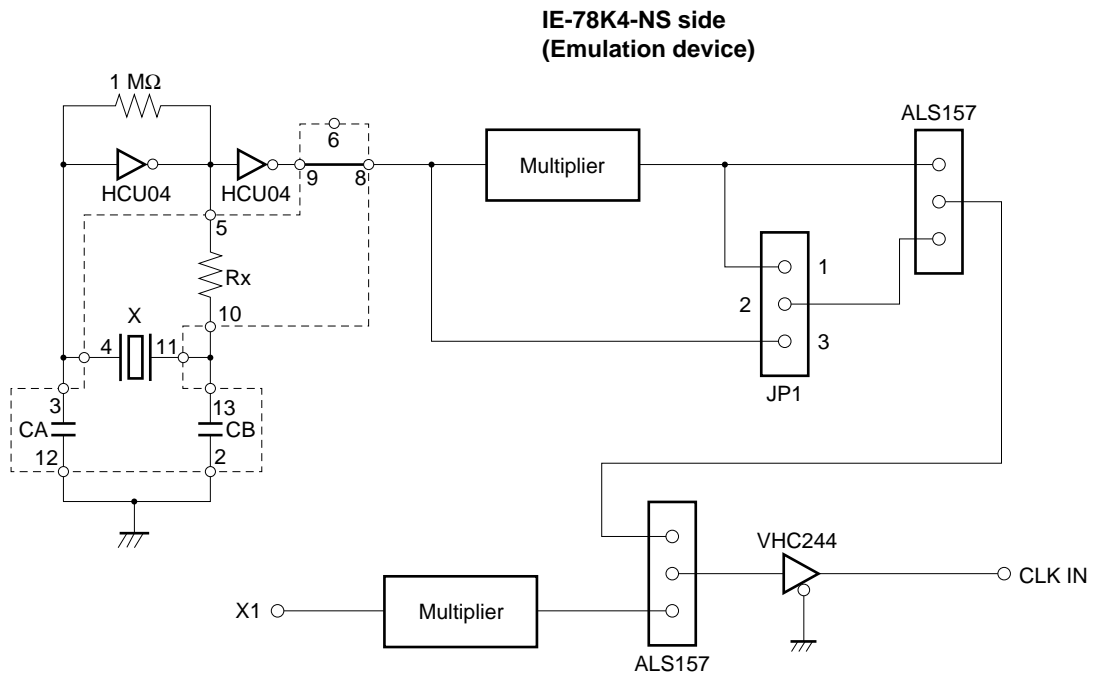 IE-78K4-NS side
(Emulation device)
1 MΩ
ALS157
6
Multiplier
HCU04
HCU04
9
8
5
Rx
1
2
3
JP1
10
X
4
11
3
13
CA
CB
12
2
VHC244
CLK IN
X1
Multiplier
ALS157